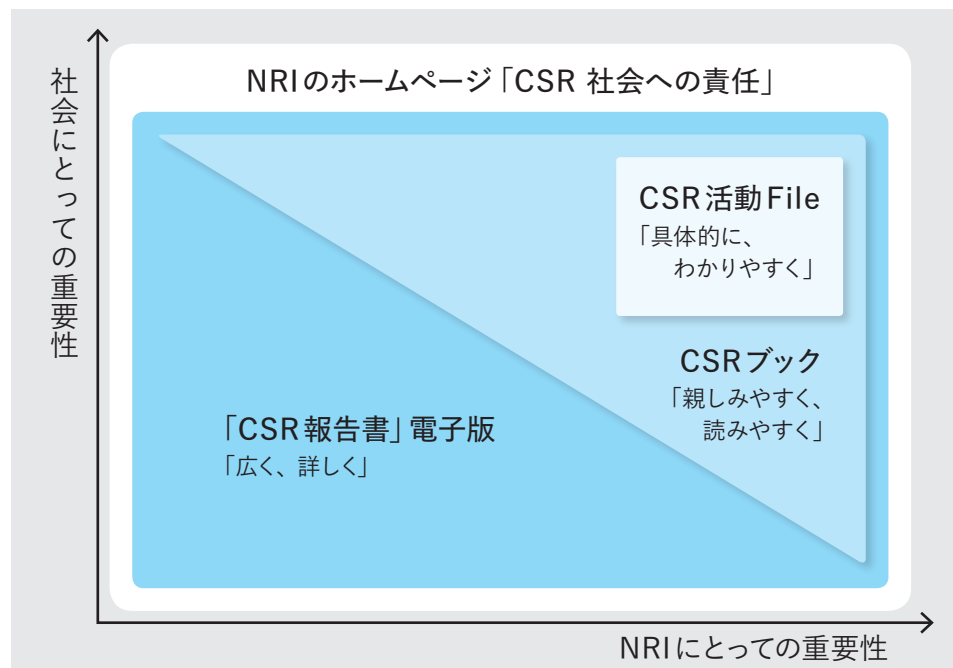 社会にとっての重要性
NRIのホームページ「CSR 社会への責任」
CSR活動File
「具体的に、
わかりやすく」
CSRブック
「親しみやすく、
読みやすく」
「CSR報告書」電子版
「広く、詳しく」
NRIにとっての重要性